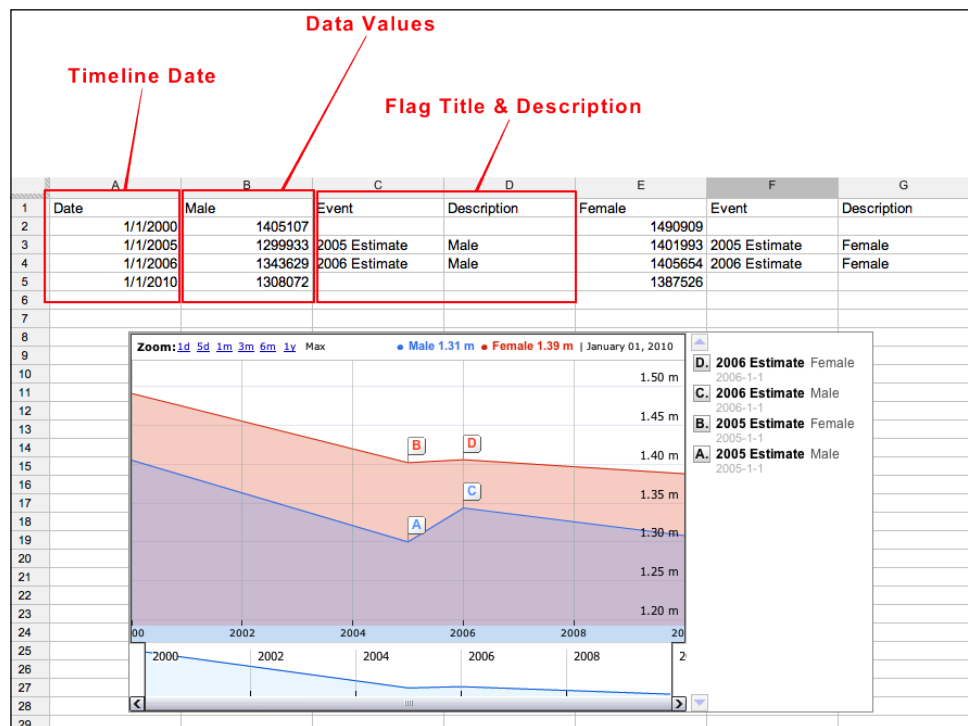 Data Values
Timeline Date
Flag Title & Description
A B C D E F G
1 Date Male Event Description Female Event Description
2 1/1/2000 1405107 1490909
3 1/1/2005 1299933 2005 Estimate Male 1401993 2005 Estimate Female
4 1/1/2006 1343629 2006 Estimate Male 1405654 2006 Estimate Female
5 1/1/2010 1308072 1387526
6
7
8
9
10
11
12
13
14
15
16
17
18
19
20
21
22
23
24
25
26
27
28
29
Zoom: 1d 5d 1m 3m 6m 1y Max ● Male 1.31 m ● Female 1.39 m | January 01, 2010
1.50 m
1.45 m
1.40 m
1.35 m
1.30 m
1.25 m
1.20 m
B D
C
A
00 2002 2004 2006 2008 20
2000 2002 2004 2006 2008 2
D. 2006 Estimate Female
2006-1-1
C. 2006 Estimate Male
2006-1-1
B. 2005 Estimate Female
2005-1-1
A. 2005 Estimate Male
2005-1-1